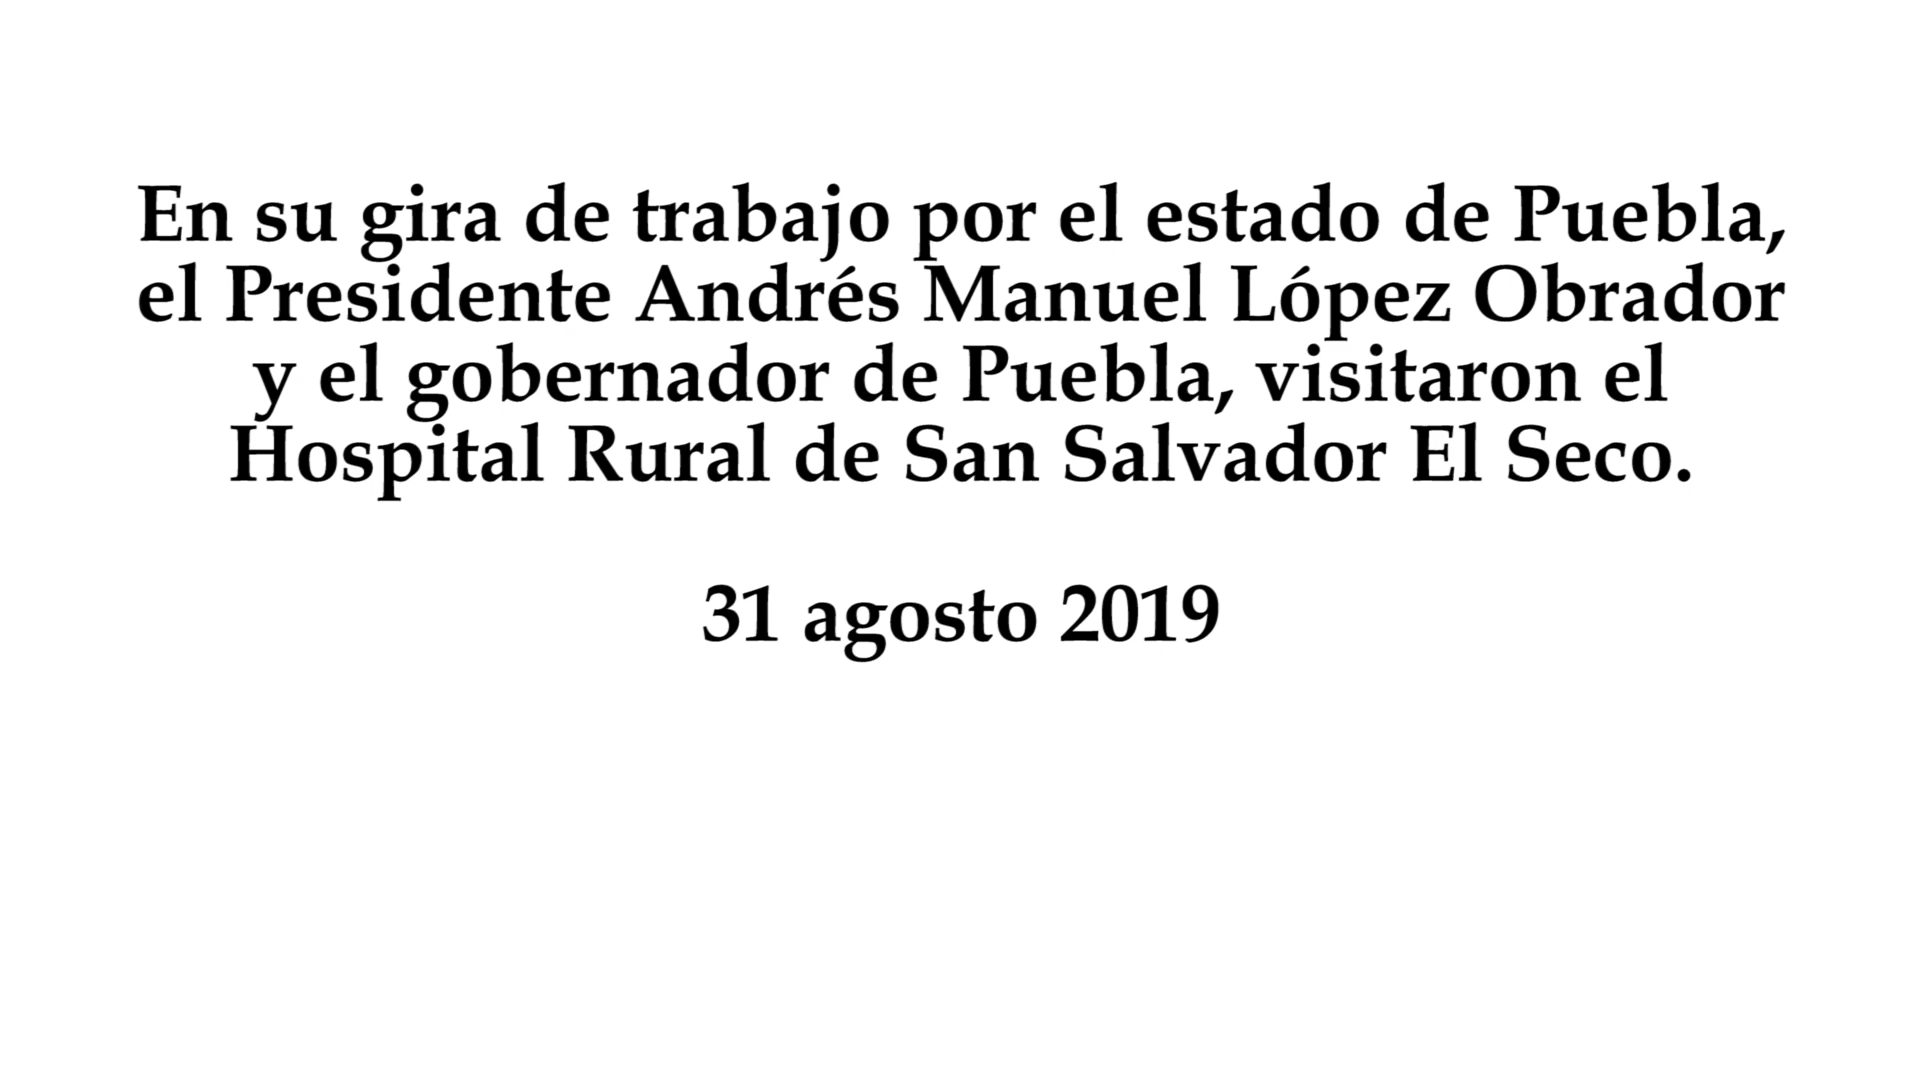 En su gira de trabajo por el estado de Puebla,
el Presidente Andrés Manuel López Obrador
y el gobernador de Puebla, visitaron el
Hospital Rural de San Salvador El Seco.
31 agosto 2019